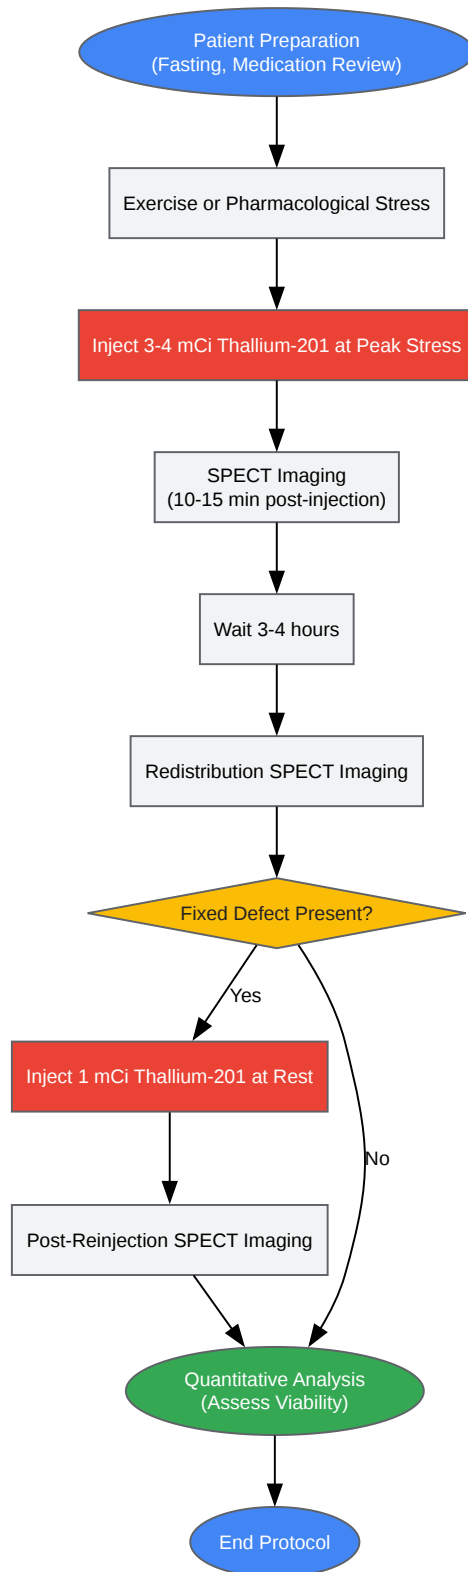 Patient Preparation
(Fasting, Medication Review)
Exercise or Pharmacological Stress
Inject 3-4 mCi Thallium-201 at Peak Stress
SPECT Imaging
(10-15 min post-injection)
Wait 3-4 hours
Redistribution SPECT Imaging
Fixed Defect Present?
Yes
Inject 1 mCi Thallium-201 at Rest
No
Post-Reinjection SPECT Imaging
Quantitative Analysis
(Assess Viability)
End Protocol